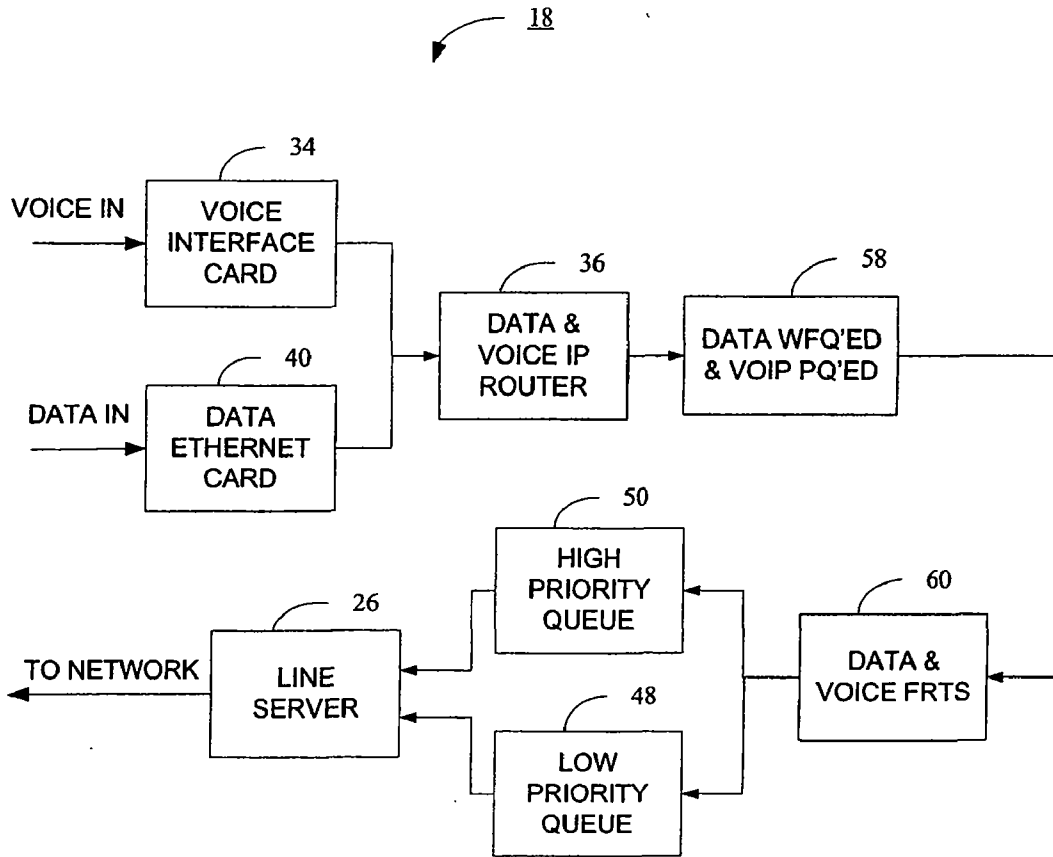 18
34
VOICE IN
VOICE
INTERFACE
CARD
36
58
DATA &
VOICE IP
ROUTER
DATA WFQ'ED
& VOIP PQ'ED
40
DATA IN
DATA
ETHERNET
CARD
50
HIGH
PRIORITY
QUEUE
60
26
TO NETWORK
LINE
SERVER
DATA &
VOICE FRTS
48
LOW
PRIORITY
QUEUE